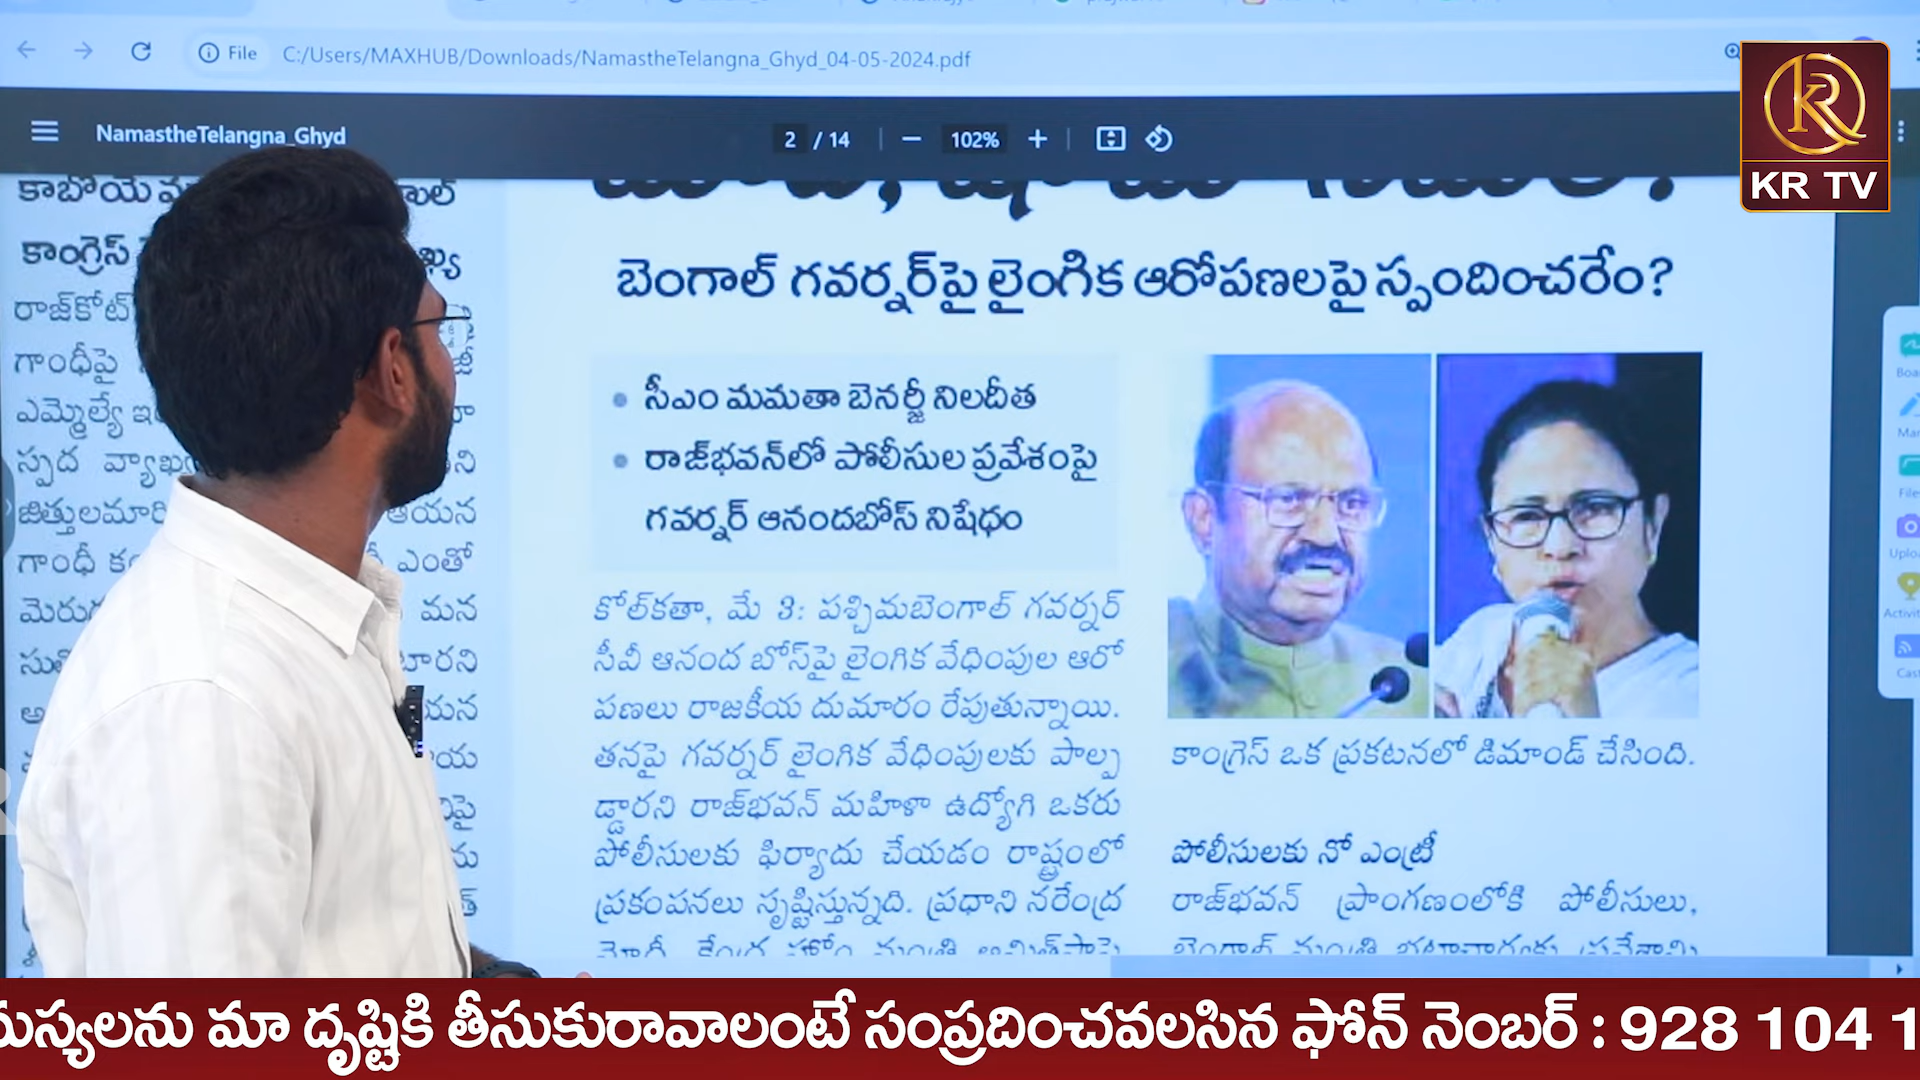 File C:/Users/MAXHUB/Downloads/NamastheTelangna_Ghyd_04-05-2024.pdf
NamastheTelangna_Ghyd
2 / 14
102%
KR TV
బెంగాల్ గవర్నర్‌పై లైంగిక ఆరోపణలపై స్పందించరేం?
సీఎం మమతా బెనర్జీ నిలదీత
రాజ్‌భవన్‌లో పోలీసుల ప్రవేశంపై
గవర్నర్ ఆనందబోస్ నిషేధం
కోల్‌కతా, మే 3: పశ్చిమబెంగాల్ గవర్నర్
సీవీ ఆనంద బోస్‌పై లైంగిక వేధింపుల ఆరో
పణలు రాజకీయ దుమారం రేపుతున్నాయి.
తనపై గవర్నర్ లైంగిక వేధింపులకు పాల్ప
డ్డారని రాజ్‌భవన్ మహిళా ఉద్యోగి ఒకరు
పోలీసులకు ఫిర్యాదు చేయడం రాష్ట్రంలో
ప్రకంపనలు సృష్టిస్తున్నది. ప్రధాని నరేంద్ర
కాంగ్రెస్ ఒక ప్రకటనలో డిమాండ్ చేసింది.
పోలీసులకు నో ఎంట్రీ
రాజ్‌భవన్ ప్రాంగణంలోకి పోలీసులు,
కాంగ్రెస్
రాజ్‌కోట్
గాంధీపై
ఎమ్మెల్యే
స్పద
ఆయన
గాంధీ
ఎంతో
మన
మా దృష్టికి తీసుకురావాలంటే సంప్రదించవలసిన ఫోన్ నెంబర్ : 928 104 1